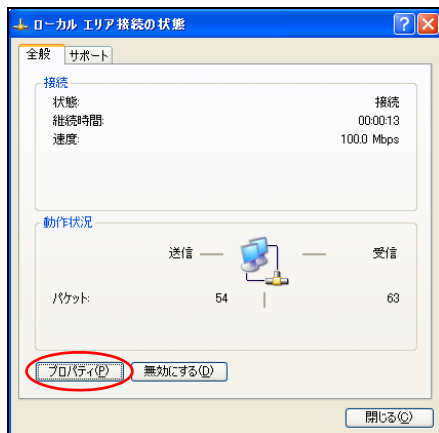 ローカル エリア接続の状態
全般 サポート
接続
状態: 接続
継続時間: 00:00:13
速度: 100.0 Mbps
動作状況
送信 受信
パケット: 54 63
プロパティ(P) 無効にする(D)
閉じる(C)